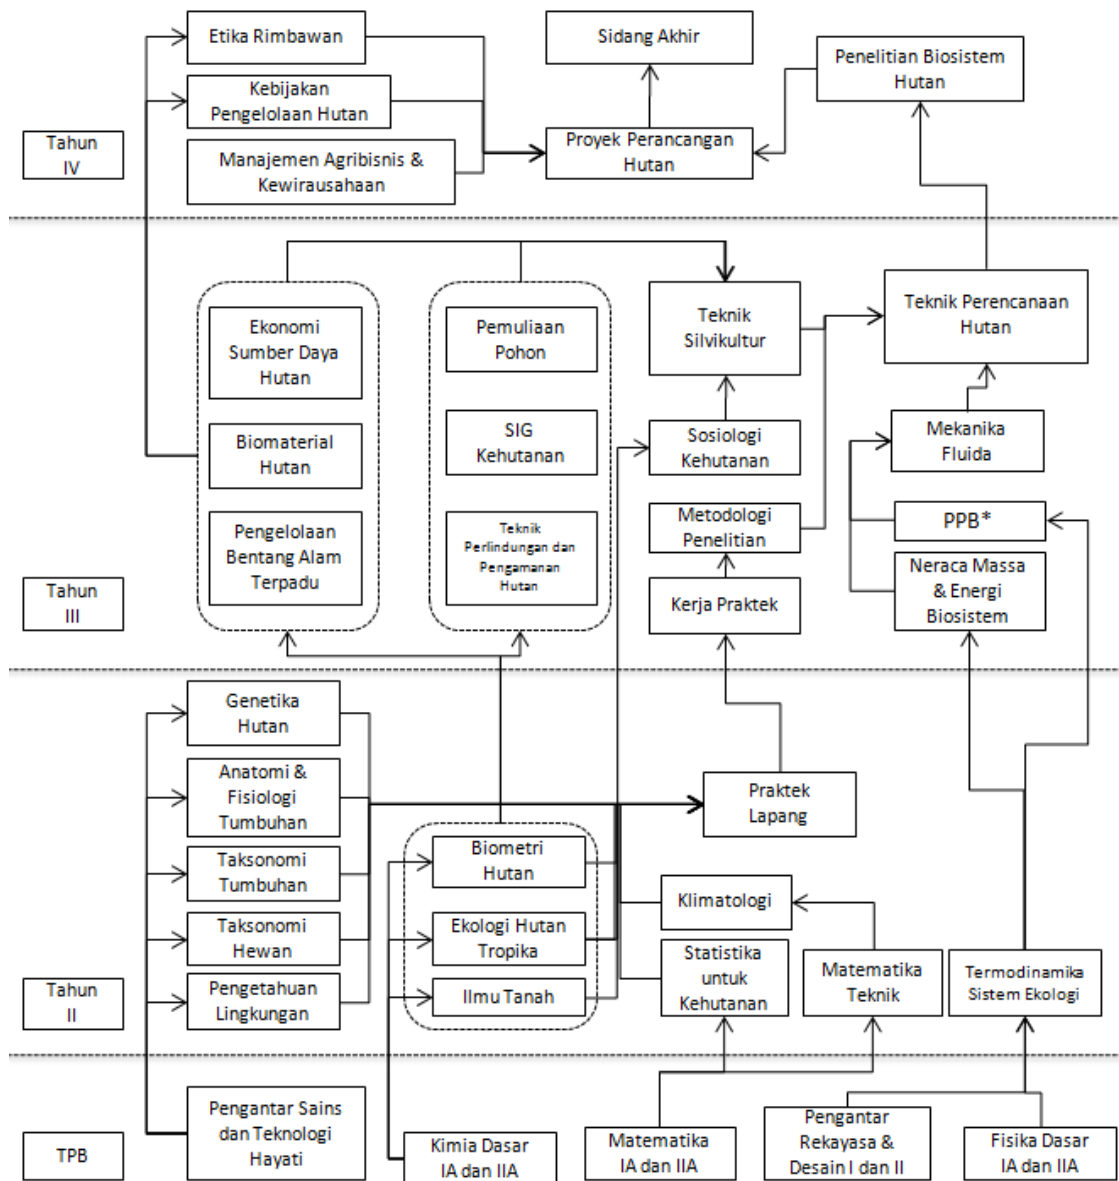 Etika Rimbawan
Sidang Akhir
Penelitian Biosistem
Hutan
Kebijakan
Pengelolaan Hutan
Tahun
IV
Manajemen Agribisnis &
Kewirausahaan
Proyek Perancangan
Hutan
Ekonomi
Sumber Daya
Hutan
Pemuliaan
Pohon
Teknik
Silvikultur
Teknik Perencanaan
Hutan
Biomaterial
Hutan
SIG
Kehutanan
Sosiologi
Kehutanan
Mekanika
Fluida
Pengelolaan
Bentang Alam
Terpadu
Teknik
Perlindungan dan
Pengamanan
Hutan
Metodologi
Penelitian
PPB*
Tahun
III
Kerja Praktek
Neraca Massa
& Energi
Biosistem
Genetika
Hutan
Anatomi &
Fisiologi
Tumbuhan
Praktek
Lapang
Taksonomi
Tumbuhan
Biometri
Hutan
Klimatologi
Taksonomi
Hewan
Ekologi Hutan
Tropika
Statistika
untuk
Kehutanan
Matematika
Teknik
Termodinamika
Sistem Ekologi
Tahun
II
Pengetahuan
Lingkungan
Ilmu Tanah
TPB
Pengantar Sains
dan Teknologi
Hayati
Kimia Dasar
IA dan IIA
Matematika
IA dan IIA
Pengantar
Rekayasa &
Desain I dan II
Fisika Dasar
IA dan IIA